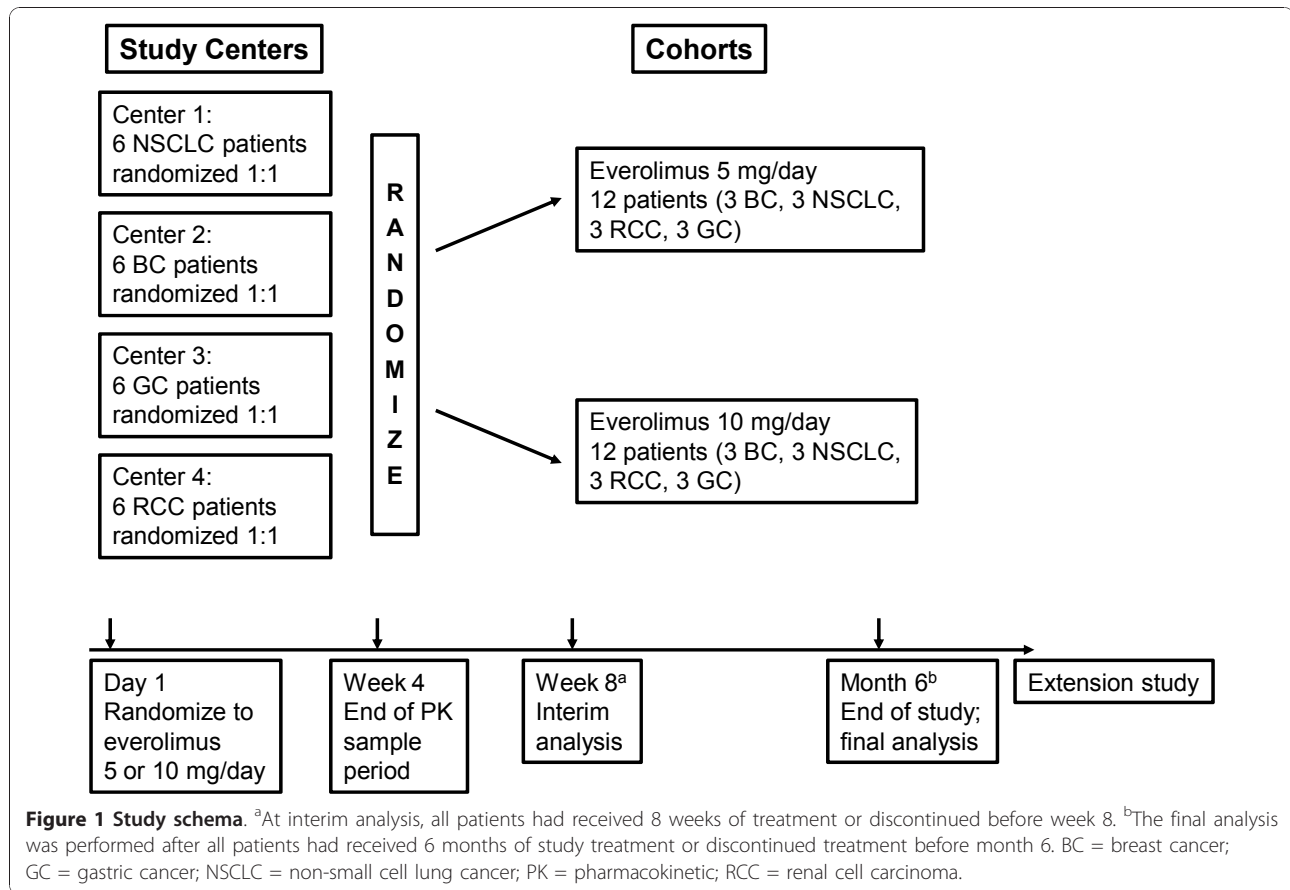 Study Centers
Cohorts
Center 1:
6 NSCLC patients
randomized 1:1
Center 2:
6 BC patients
randomized 1:1
Center 3:
6 GC patients
randomized 1:1
Center 4:
6 RCC patients
randomized 1:1
R
A
N
D
O
M
I
Z
E
Everolimus 5 mg/day
12 patients (3 BC, 3 NSCLC,
3 RCC, 3 GC)
Everolimus 10 mg/day
12 patients (3 BC, 3 NSCLC,
3 RCC, 3 GC)
Day 1
Randomize to
everolimus
5 or 10 mg/day
Week 4
End of PK
sample
period
Week 8ᵃ
Interim
analysis
Month 6ᵇ
End of study;
final analysis
Extension study
Figure 1 Study schema. ᵃAt interim analysis, all patients had received 8 weeks of treatment or discontinued before week 8. ᵇThe final analysis
was performed after all patients had received 6 months of study treatment or discontinued treatment before month 6. BC = breast cancer;
GC = gastric cancer; NSCLC = non-small cell lung cancer; PK = pharmacokinetic; RCC = renal cell carcinoma.